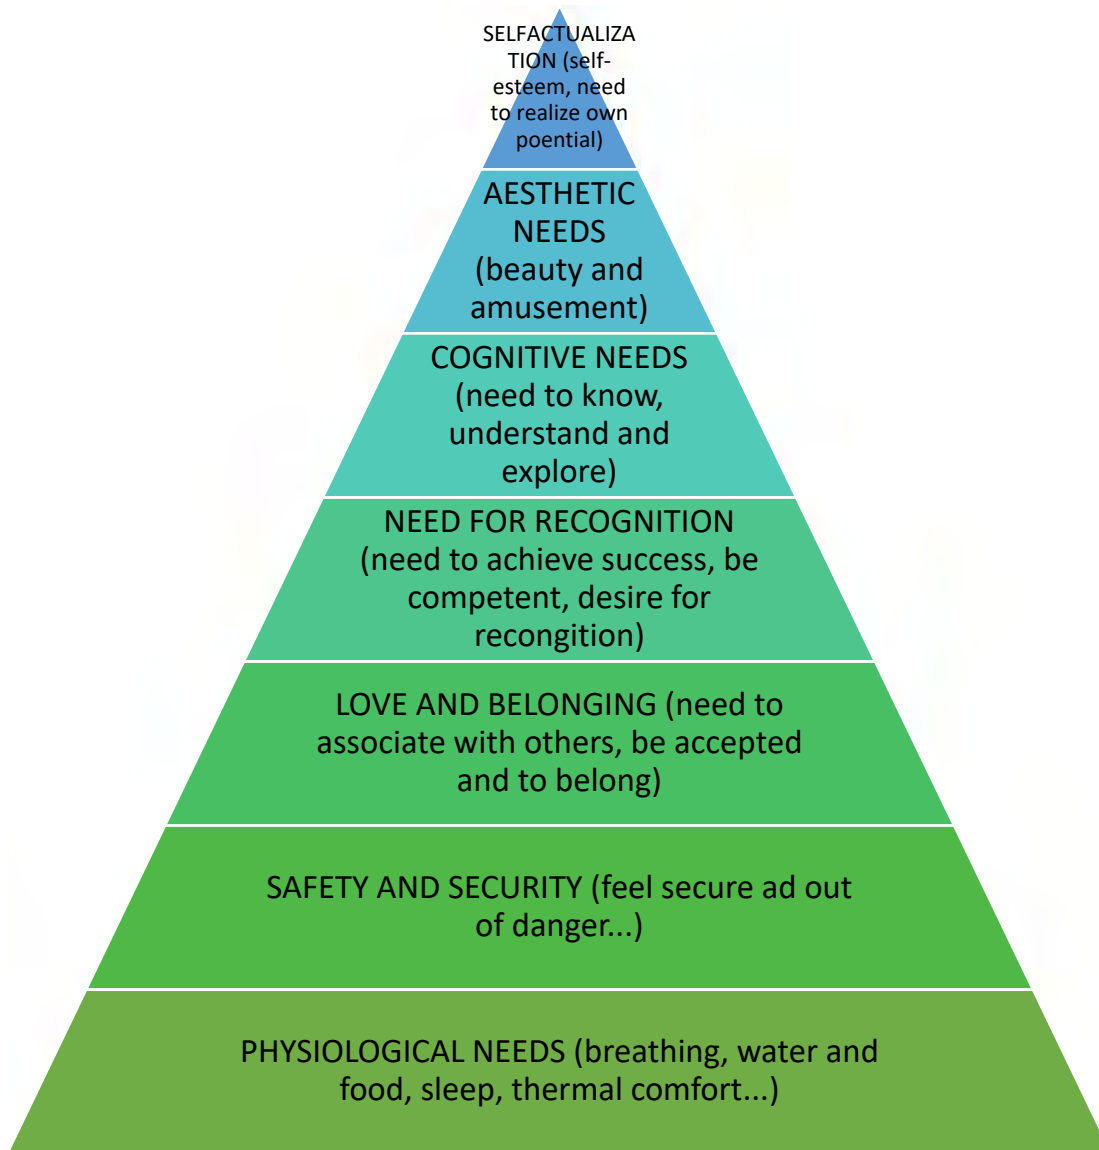 SELFACTUALIZA
TION (self-
esteem, need
to realize own
poential)
AESTHETIC
NEEDS
(beauty and
amusement)
COGNITIVE NEEDS
(need to know,
understand and
explore)
NEED FOR RECOGNITION
(need to achieve success, be
competent, desire for
recongition)
LOVE AND BELONGING (need to
associate with others, be accepted
and to belong)
SAFETY AND SECURITY (feel secure ad out
of danger...)
PHYSIOLOGICAL NEEDS (breathing, water and
food, sleep, thermal comfort...)